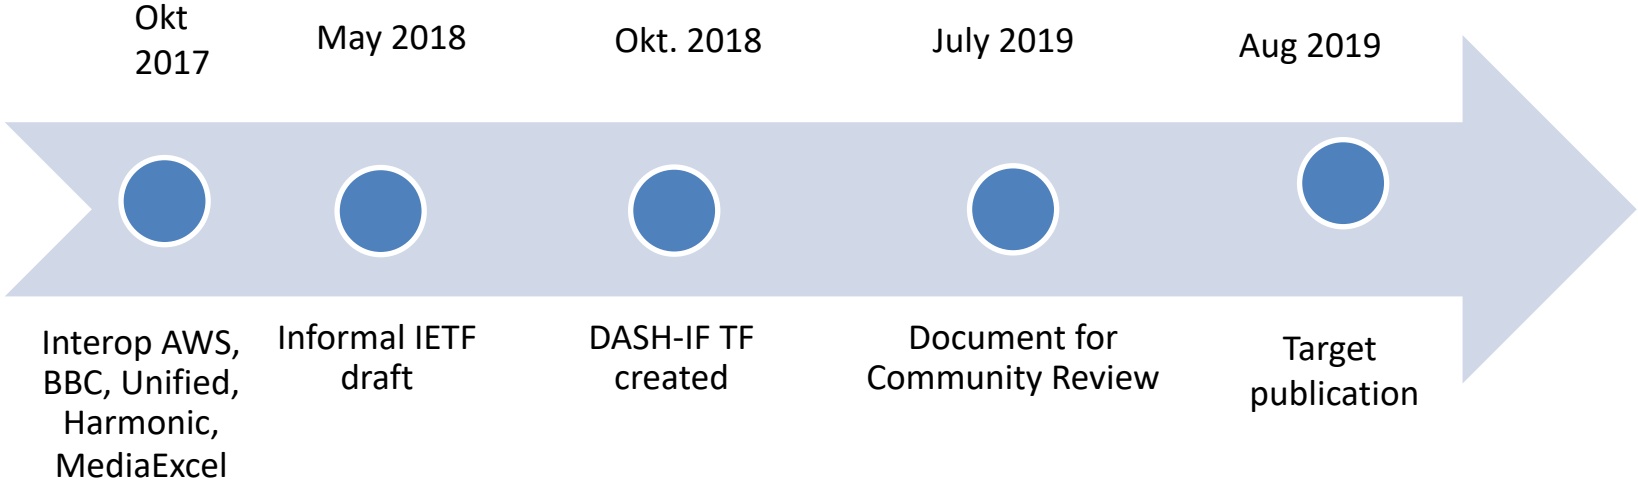 Okt
2017
May 2018
Okt. 2018
July 2019
Aug 2019
Interop AWS,
BBC, Unified,
Harmonic,
MediaExcel
Informal IETF
draft
DASH-IF TF
created
Document for
Community Review
Target
publication